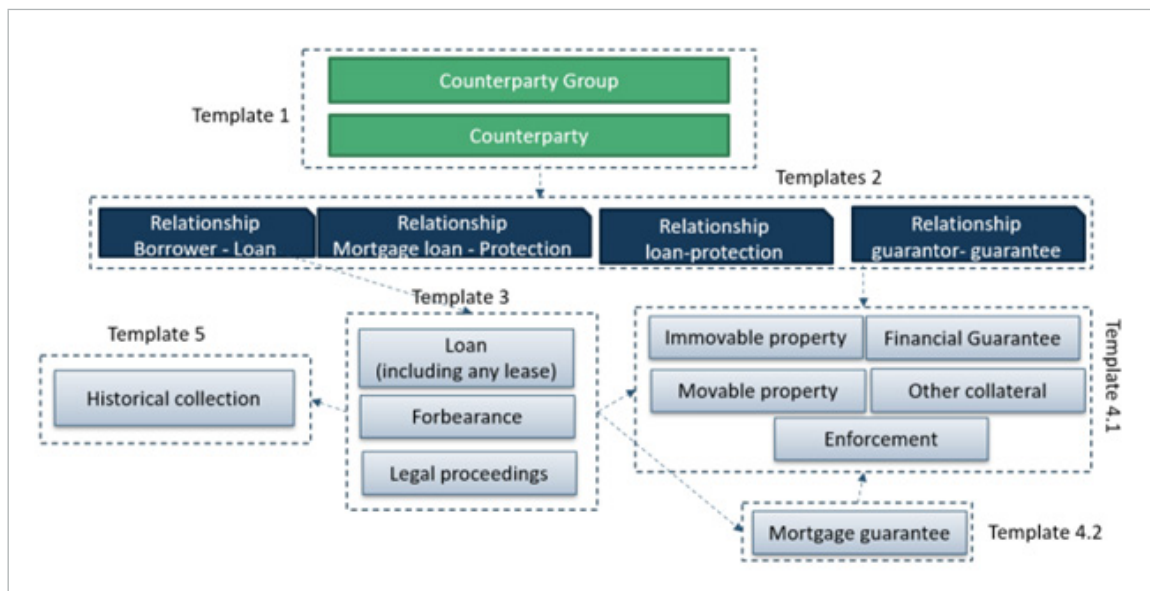 Counterparty Group
Template 1
Counterparty
Templates 2
Relationship
Borrower - Loan
Relationship
Mortgage loan - Protection
Relationship
loan-protection
Relationship
guarantor- guarantee
Template 3
Template 5
Loan
(including any lease)
Forbearance
Legal proceedings
Historical collection
Immovable property
Financial Guarantee
Movable property
Other collateral
Enforcement
Template 4.1
Mortgage guarantee
Template 4.2